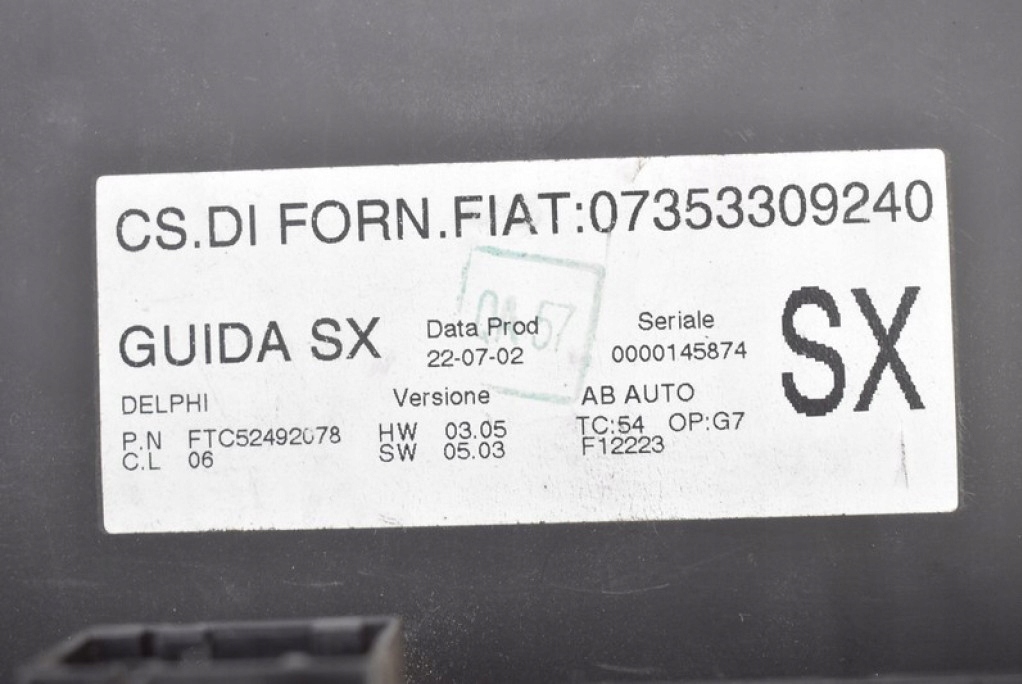 CS.DI FORN.FIAT:07353309240
GUIDA SX
Data Prod
22-07-02
Seriale
0000145874
SX
DELPHI
P.N FTC52492078
C.L 06
Versione
HW 03.05
SW 05.03
AB AUTO
TC:54 OP:G7
F12223